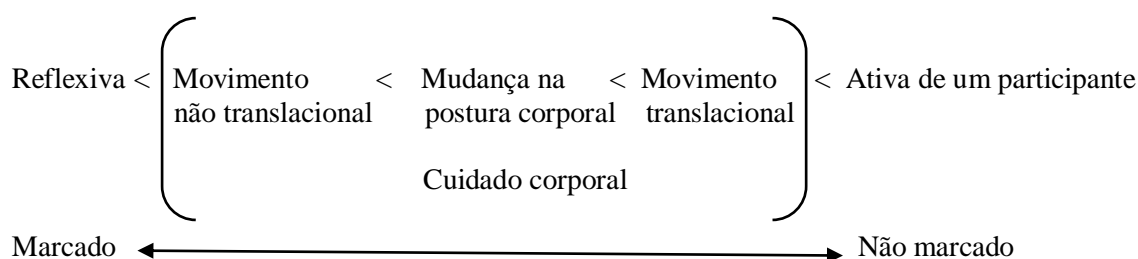 Reflexiva < Movimento < Mudança na < Movimento < Ativa de um participante
não translacional postura corporal translacional
Cuidado corporal
Marcado Não marcado